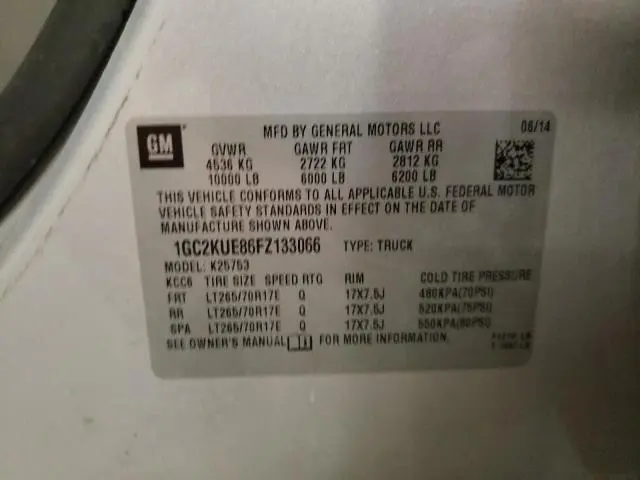 GM
MFD BY GENERAL MOTORS LLC 08/14
GVWR GAWR FRT GAWR RR
4536 KG 2722 KG 2812 KG
10000 LB 6000 LB 6200 LB
THIS VEHICLE CONFORMS TO ALL APPLICABLE U.S. FEDERAL MOTOR
VEHICLE SAFETY STANDARDS IN EFFECT ON THE DATE OF
MANUFACTURE SHOWN ABOVE.
1GC2KUE86FZ133066 TYPE: TRUCK
MODEL: K25753
KCC6 TIRE SIZE SPEED RTG RIM COLD TIRE PRESSURE
FRT LT265/70R17E Q 17X7.5J 480KPA(70PSI)
RR LT265/70R17E Q 17X7.5J 520KPA(75PSI)
SPA LT265/70R17E Q 17X7.5J 550KPA(80PSI)
SEE OWNER'S MANUAL FOR MORE INFORMATION.